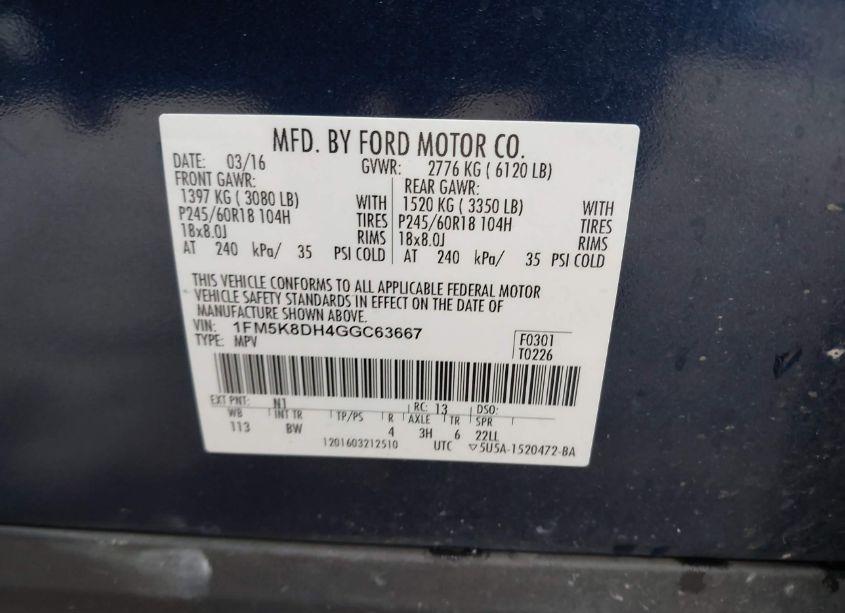 MFD. BY FORD MOTOR CO.
DATE: 03/16 GVWR: 2776 KG ( 6120 LB)
FRONT GAWR: REAR GAWR:
1397 KG ( 3080 LB) WITH 1520 KG ( 3350 LB) WITH
P245/60R18 104H TIRES P245/60R18 104H TIRES
18x8.0J RIMS 18x8.0J RIMS
AT 240 kPa/ 35 PSI COLD AT 240 kPa/ 35 PSI COLD
THIS VEHICLE CONFORMS TO ALL APPLICABLE FEDERAL MOTOR
VEHICLE SAFETY STANDARDS IN EFFECT ON THE DATE OF
MANUFACTURE SHOWN ABOVE.
VIN: 1FM5K8DH4GGC63667 F0301
TYPE: MPV T0226
EXT PNT: N1 RC: 13 DSO:
WB INT TR TP/PS R AXLE TR SPR
113 BW 4 3H 6 22LL
1201603212510 UTC ▽5U5A-1520472-BA